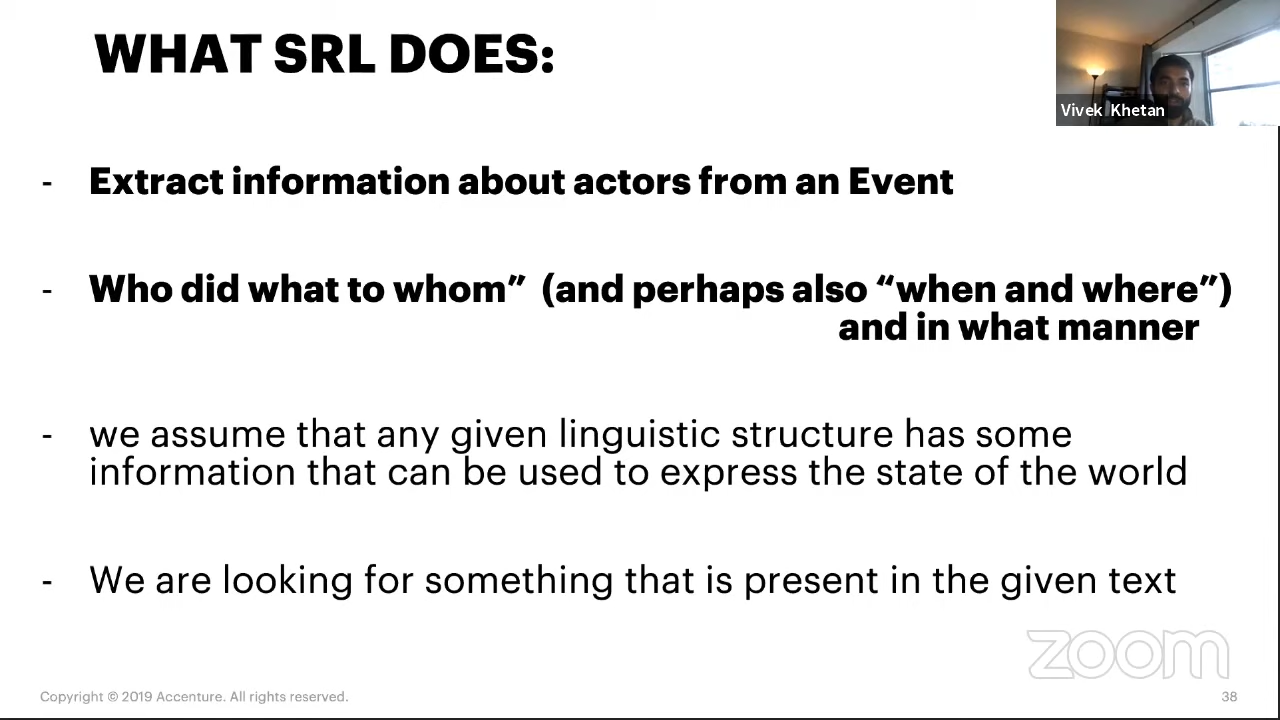 WHAT SRL DOES:
Vivek Khetan
- Extract information about actors from an Event
- Who did what to whom” (and perhaps also “when and where”)
and in what manner
- we assume that any given linguistic structure has some
information that can be used to express the state of the world
- We are looking for something that is present in the given text
zoom
Copyright © 2019 Accenture. All rights reserved.
38